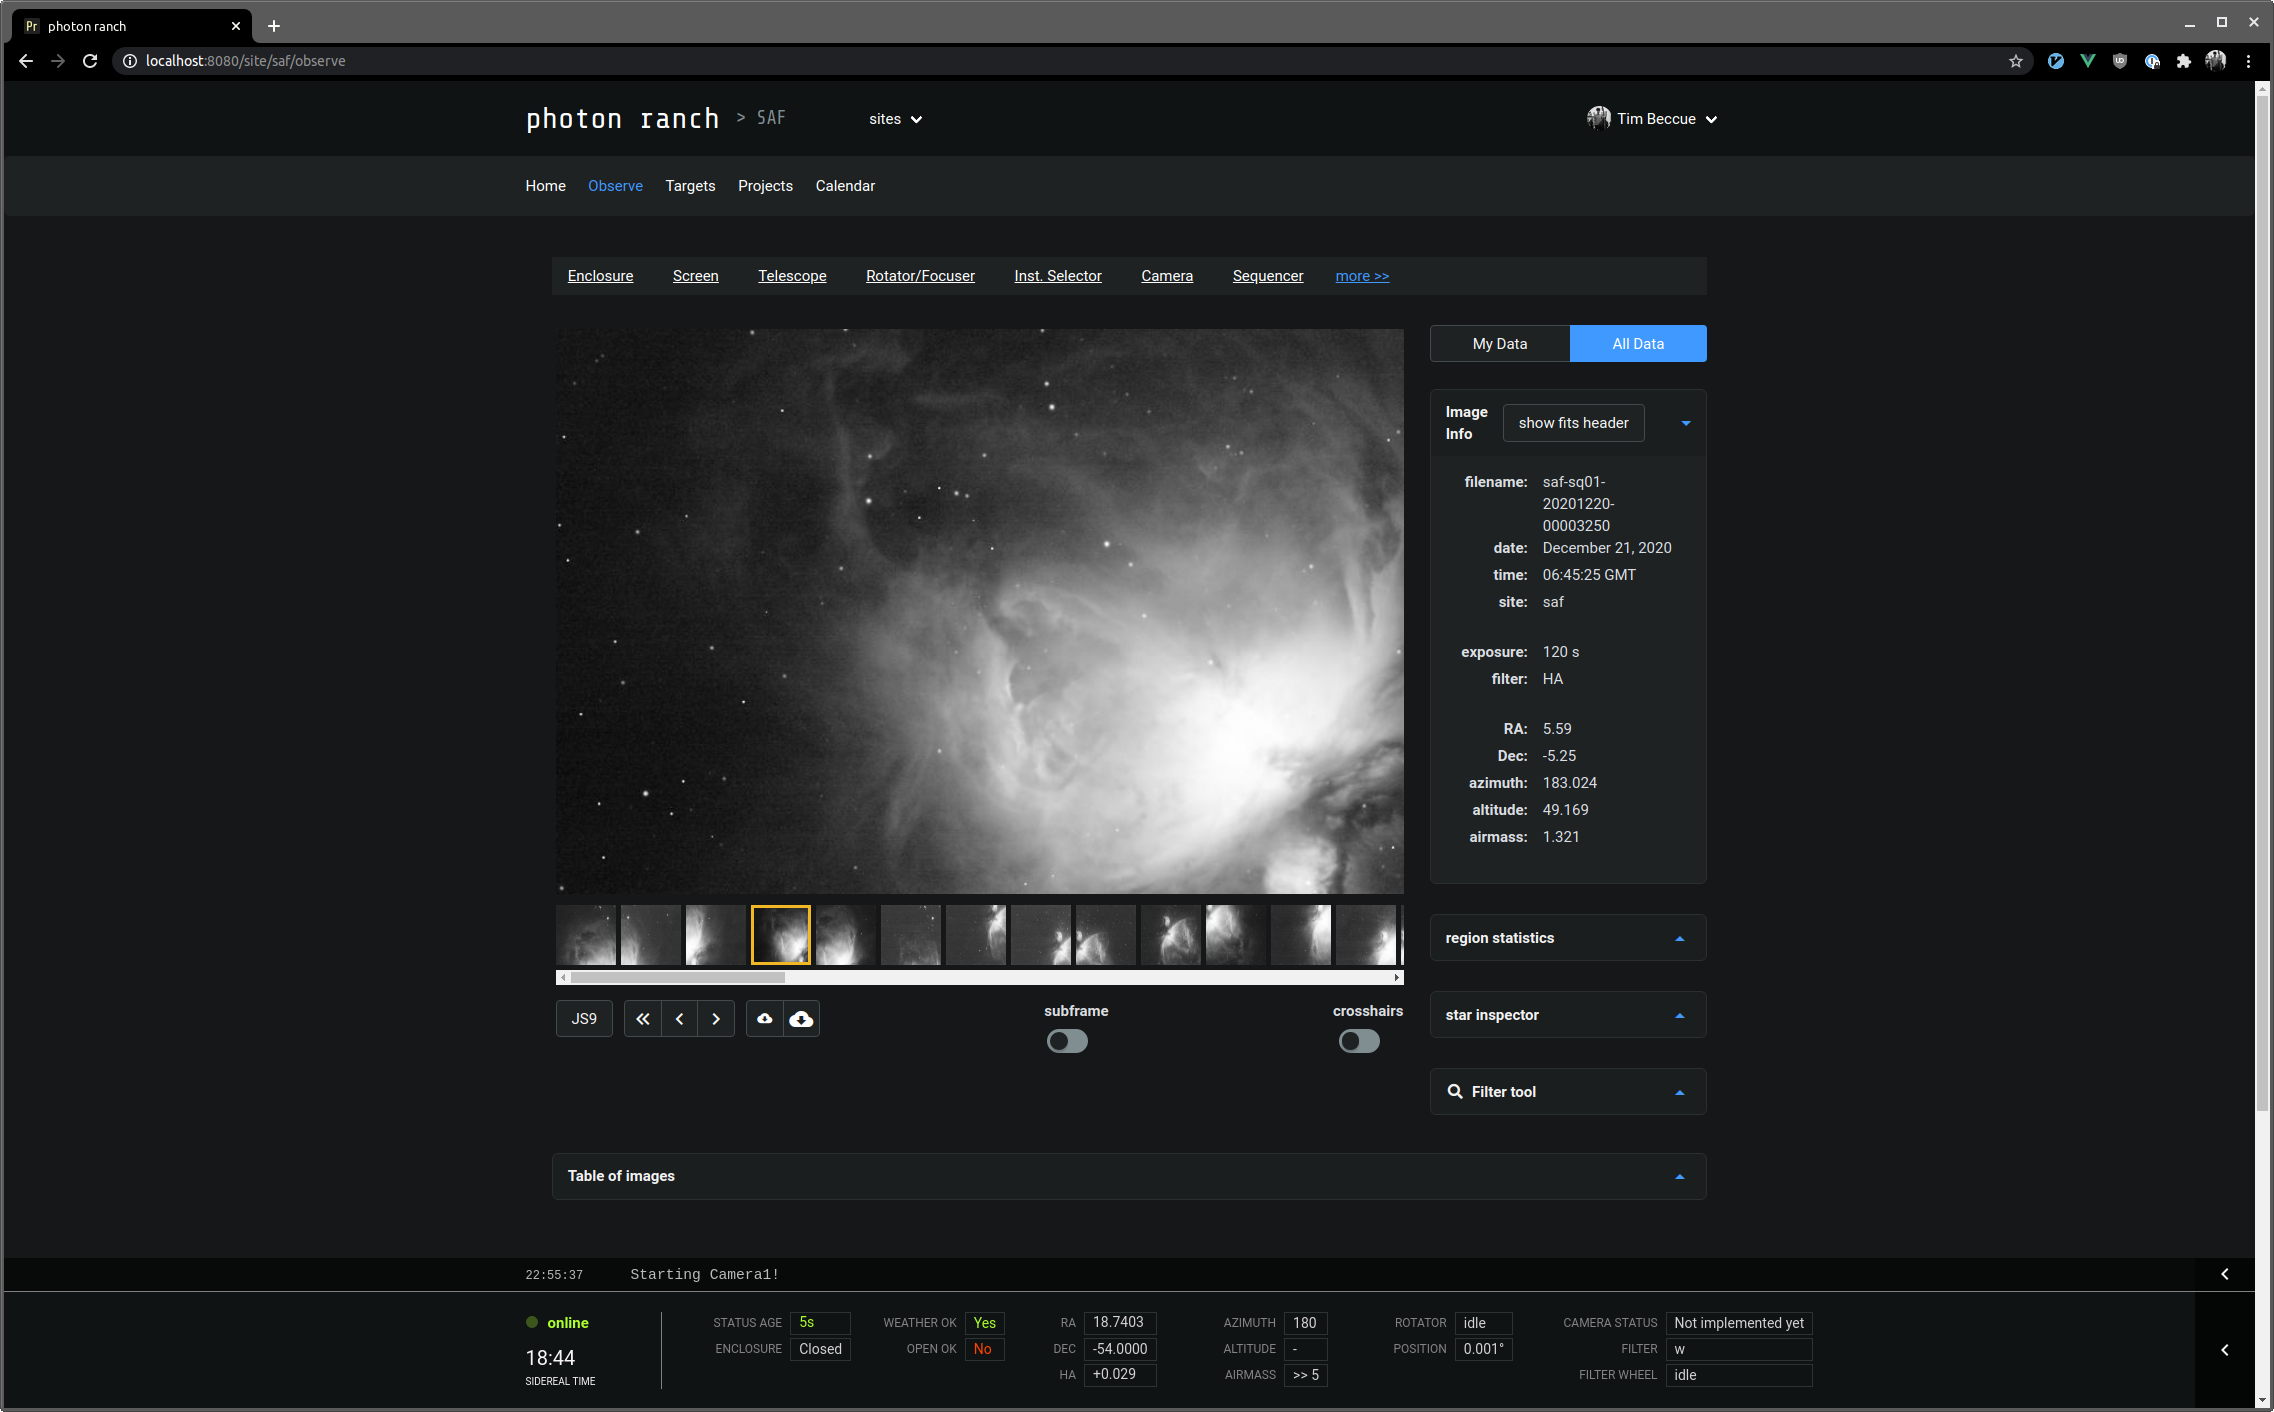 Pr photon ranch
localhost:8080/site/saf/observe
photon ranch > SAF sites Tim Beccue
Home Observe Targets Projects Calendar
Enclosure Screen Telescope Rotator/Focuser Inst. Selector Camera Sequencer more >>
My Data All Data
Image
Info
show fits header
filename: saf-sq01-
20201220-
00003250
date: December 21, 2020
time: 06:45:25 GMT
site: saf
exposure: 120 s
filter: HA
RA: 5.59
Dec: -5.25
azimuth: 183.024
altitude: 49.169
airmass: 1.321
region statistics
star inspector
Filter tool
JS9
subframe crosshairs
Table of images
22:55:37 Starting Camera1!
online
18:44
SIDEREAL TIME
STATUS AGE 5s WEATHER OK Yes RA 18.7403 AZIMUTH 180 ROTATOR idle CAMERA STATUS Not implemented yet
ENCLOSURE Closed OPEN OK No DEC -54.0000 ALTITUDE - POSITION 0.001° FILTER w
HA +0.029 AIRMASS >> 5 FILTER WHEEL idle